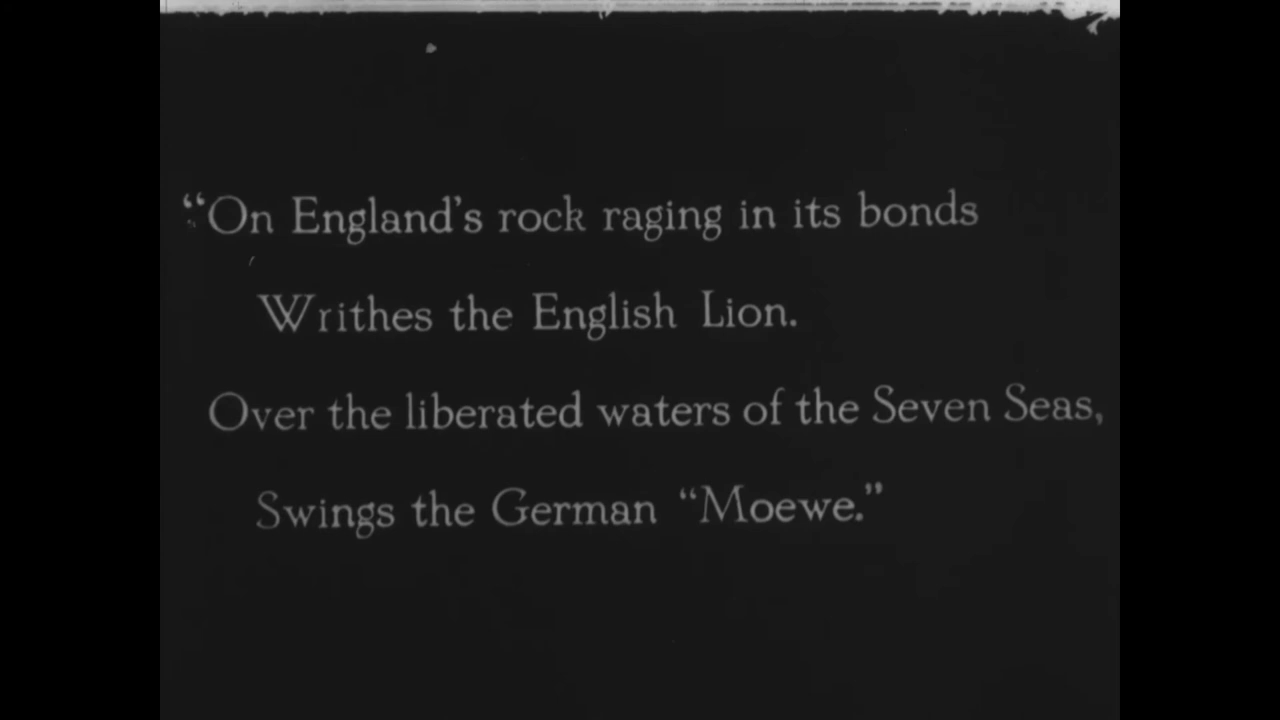 “On England’s rock raging in its bonds
Writhes the English Lion.
Over the liberated waters of the Seven Seas,
Swings the German “Moewe.”